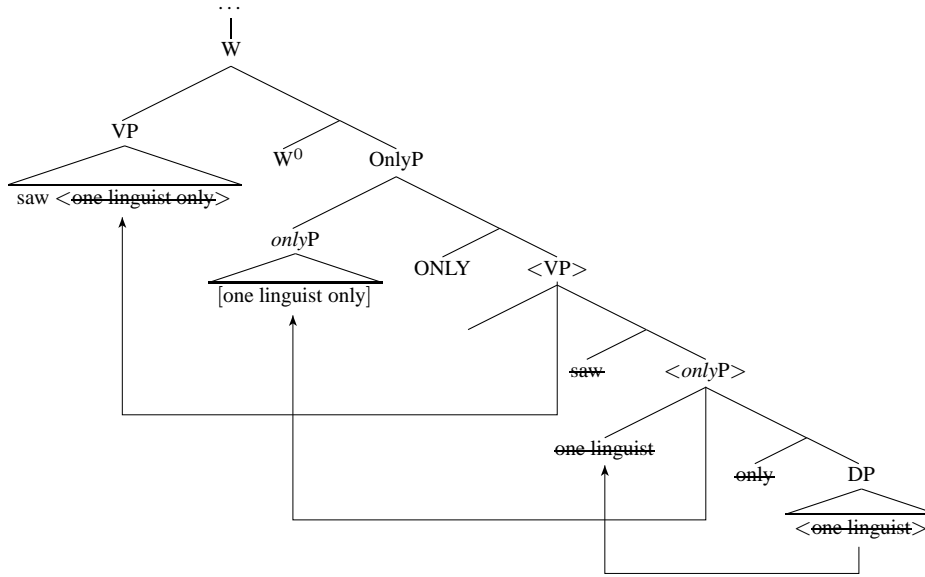 ...
W
VP
W⁰
OnlyP
saw <one linguist only>
onlyP
ONLY
<VP>
[one linguist only]
saw
<onlyP>
one linguist
only
DP
<one linguist>